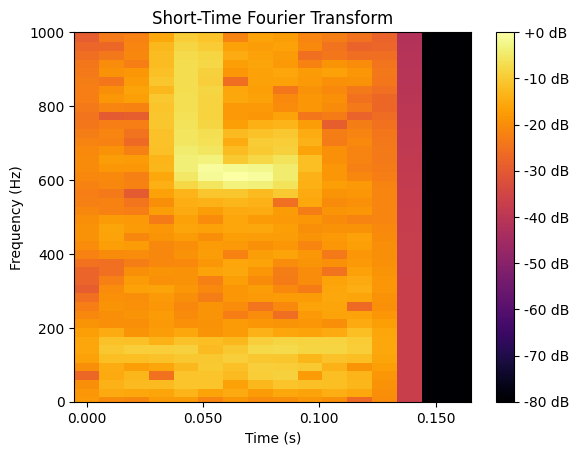 Short-Time Fourier Transform
1000
800
600
400
200
0
Frequency (Hz)
0.000
0.050
0.100
0.150
Time (s)
+0 dB
-10 dB
-20 dB
-30 dB
-40 dB
-50 dB
-60 dB
-70 dB
-80 dB